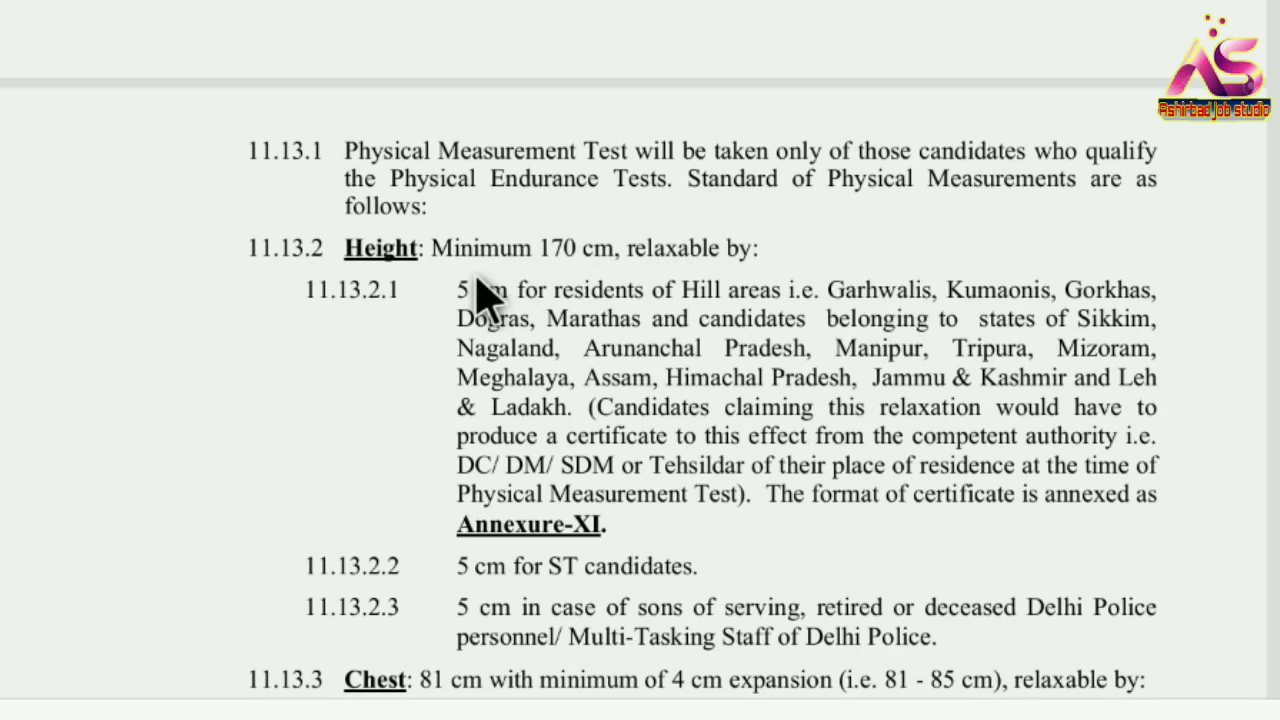 AS
Ashirbad job studio
11.13.1 Physical Measurement Test will be taken only of those candidates who qualify
the Physical Endurance Tests. Standard of Physical Measurements are as
follows:
11.13.2 Height: Minimum 170 cm, relaxable by:
11.13.2.1 5 cm for residents of Hill areas i.e. Garhwalis, Kumaonis, Gorkhas,
Dogras, Marathas and candidates belonging to states of Sikkim,
Nagaland, Arunanchal Pradesh, Manipur, Tripura, Mizoram,
Meghalaya, Assam, Himachal Pradesh, Jammu & Kashmir and Leh
& Ladakh. (Candidates claiming this relaxation would have to
produce a certificate to this effect from the competent authority i.e.
DC/ DM/ SDM or Tehsildar of their place of residence at the time of
Physical Measurement Test). The format of certificate is annexed as
Annexure-XI.
11.13.2.2 5 cm for ST candidates.
11.13.2.3 5 cm in case of sons of serving, retired or deceased Delhi Police
personnel/ Multi-Tasking Staff of Delhi Police.
11.13.3 Chest: 81 cm with minimum of 4 cm expansion (i.e. 81 - 85 cm), relaxable by: